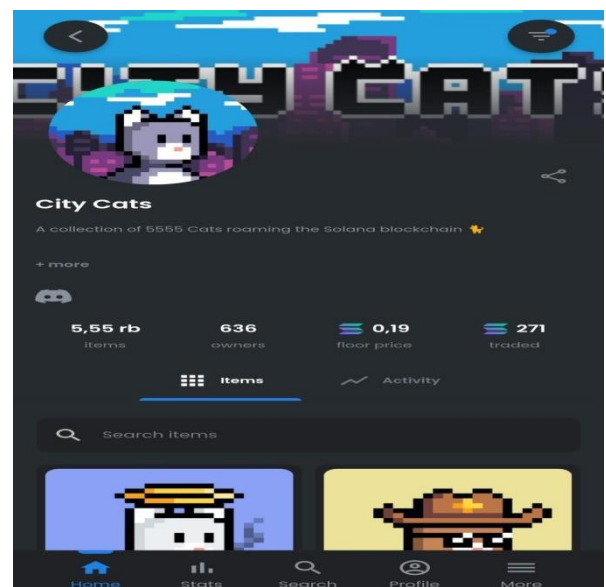 CITY CATS
City Cats
A collection of 5555 Cats roaming the Solana blockchain 🐈
+ more
5,55 rb 636 0,19 271
items owners floor price traded
Items Activity
Search items
Home Stats Search Profile More